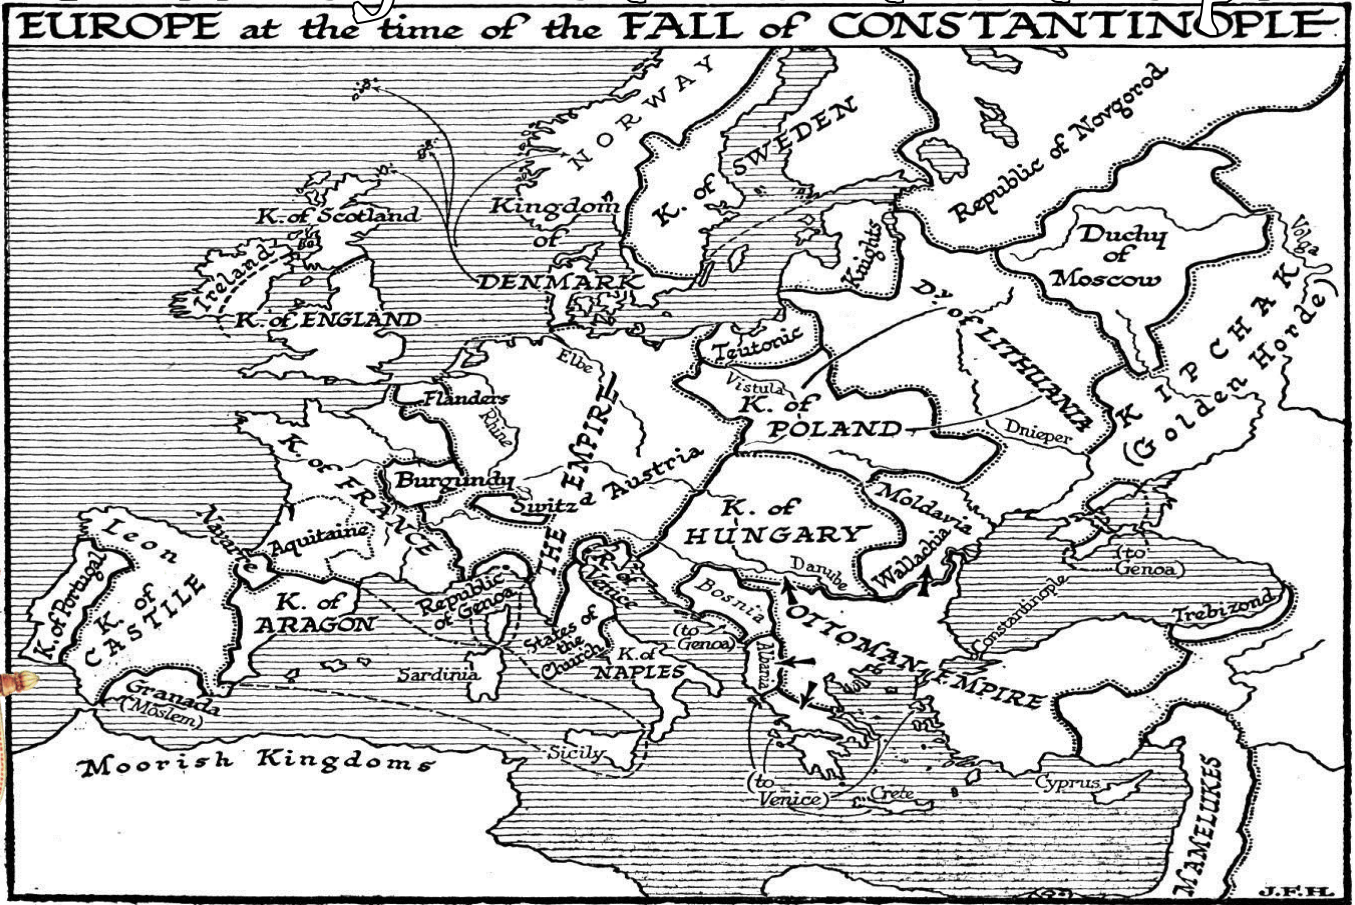 EUROPE at the time of the FALL of CONSTANTINOPLE
NORWAY
K. of SWEDEN
Republic of Novgorod
K. of Scotland
Kingdom
of
DENMARK
Ireland
K. of ENGLAND
Knights
Duchy
of
Moscow
Volga
Dy. of LITHUANIA
KIPCHAK
(Golden Horde)
Teutonic
Elbe
Vistula
K. of
POLAND
Dnieper
Flanders
Rhine
THE EMPIRE
K. of FRANCE
Burgundy
Switzd
Austria
K. of
HUNGARY
Moldavia
Wallachia
Danube
Leon
Navarre
Aquitaine
K. of Portugal
K. of
CASTILE
K. of
ARAGON
Republic
of Genoa
R. of
Venice
Bosnia
(to
Genoa)
(to
Genoa)
Constantinople
Trebizond
States of
the
Church
K. of
NAPLES
Albania
OTTOMAN EMPIRE
Sardinia
Granada
(Moslem)
Sicily
Moorish Kingdoms
(to
Venice)
Crete
Cyprus
MAMELUKES
J.F.H.